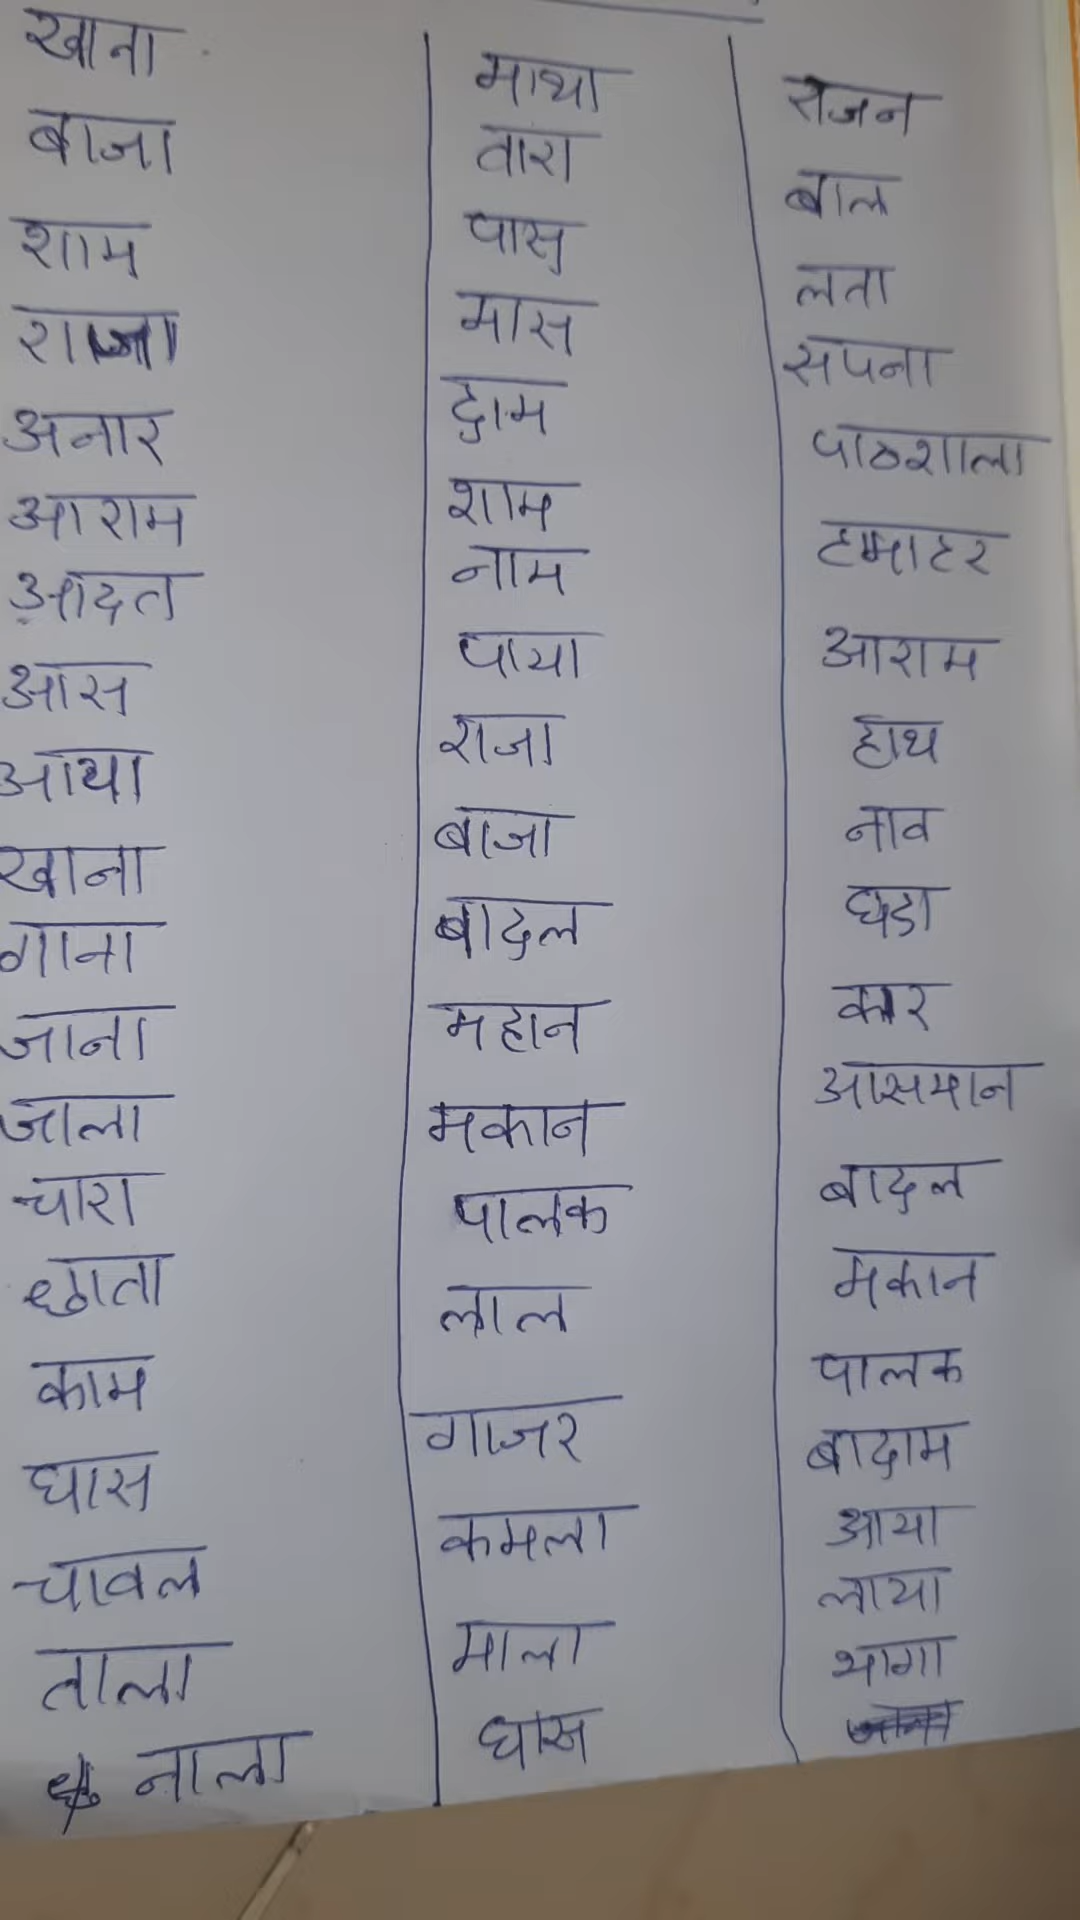 खाना
बाजा
शाम
राजा
अनार
आराम
आदत
आस
आया
खाना
गाना
जाना
जाला
चारा
छाता
काम
घास
चावल
ताला
नाला
माथा
तारा
पास
मास
शाम
नाम
पाया
राजा
बाजा
बादल
महान
मकान
पालक
लाल
गाजर
कमला
माला
घास
राजन
बाल
लता
सपना
पाठशाला
टमाटर
आराम
हाथ
नाव
घडा
कार
आसमान
बादल
मकान
पालक
बादाम
आया
लाया
भागा